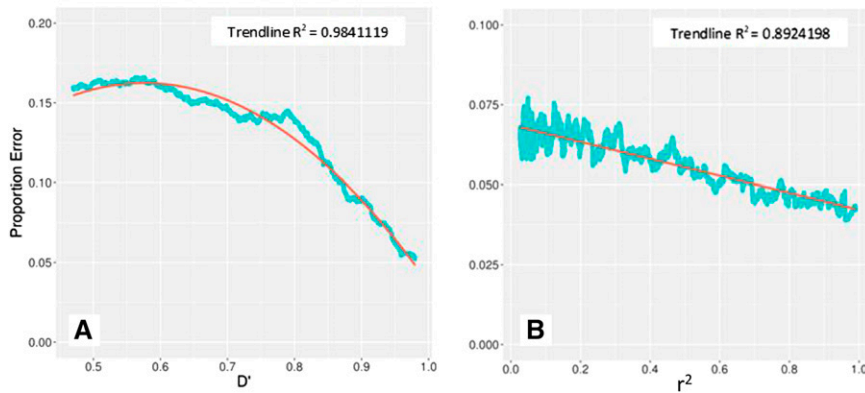 Trendline R² = 0.9841119
Proportion Error
0.20
0.15
0.10
0.05
0.00
A
0.5 0.6 0.7 0.8 0.9 1.0
D'
Trendline R² = 0.8924198
0.100
0.075
0.050
0.025
0.000
B
0.0 0.2 0.4 0.6 0.8 1.0
r²